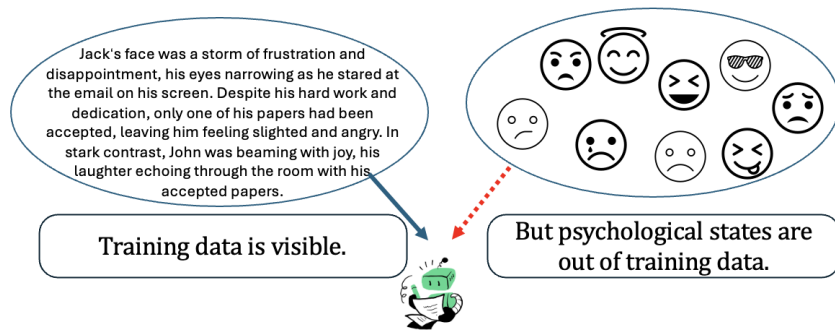 Jack's face was a storm of frustration and
disappointment, his eyes narrowing as he stared at
the email on his screen. Despite his hard work and
dedication, only one of his papers had been
accepted, leaving him feeling slighted and angry. In
stark contrast, John was beaming with joy, his
laughter echoing through the room with his
accepted papers.
Training data is visible.
But psychological states are
out of training data.